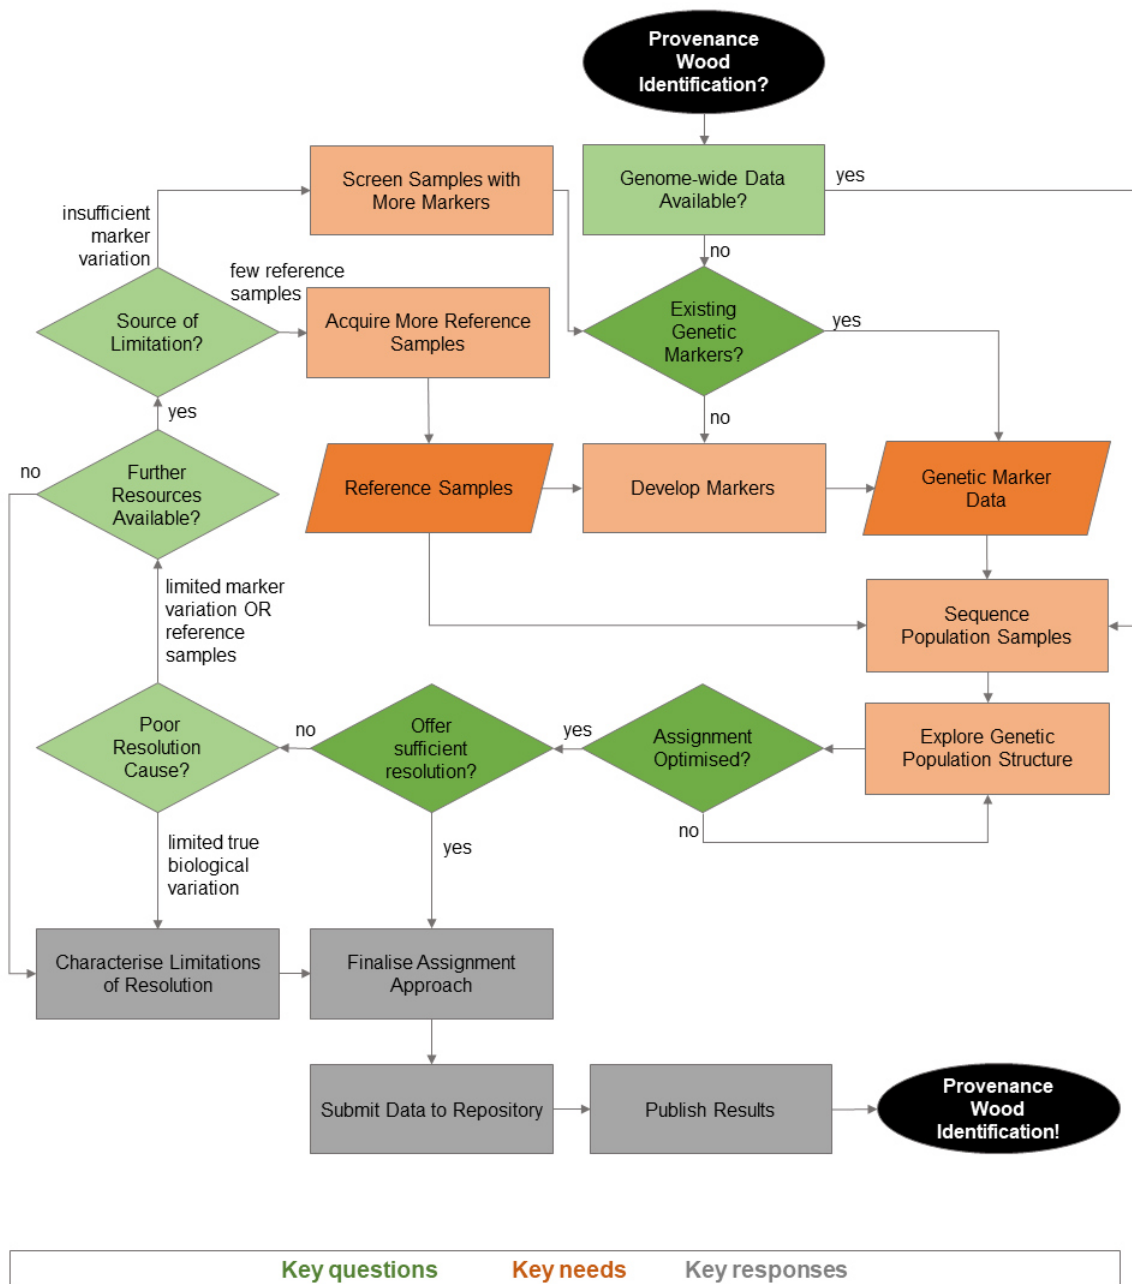 Provenance
Wood
Identification?
Screen Samples with
More Markers
Genome-wide Data
Available?
yes
insufficient
marker
variation
no
few reference
samples
Source of
Limitation?
Acquire More Reference
Samples
Existing
Genetic
Markers?
yes
yes
no
no
Further
Resources
Available?
Reference Samples
Develop Markers
Genetic Marker
Data
limited marker
variation OR
reference
samples
Sequence
Population Samples
Poor
Resolution
Cause?
no
Offer
sufficient
resolution?
yes
Assignment
Optimised?
Explore Genetic
Population Structure
no
limited true
biological
variation
yes
Characterise Limitations
of Resolution
Finalise Assignment
Approach
Submit Data to Repository
Publish Results
Provenance
Wood
Identification!
Key questions Key needs Key responses